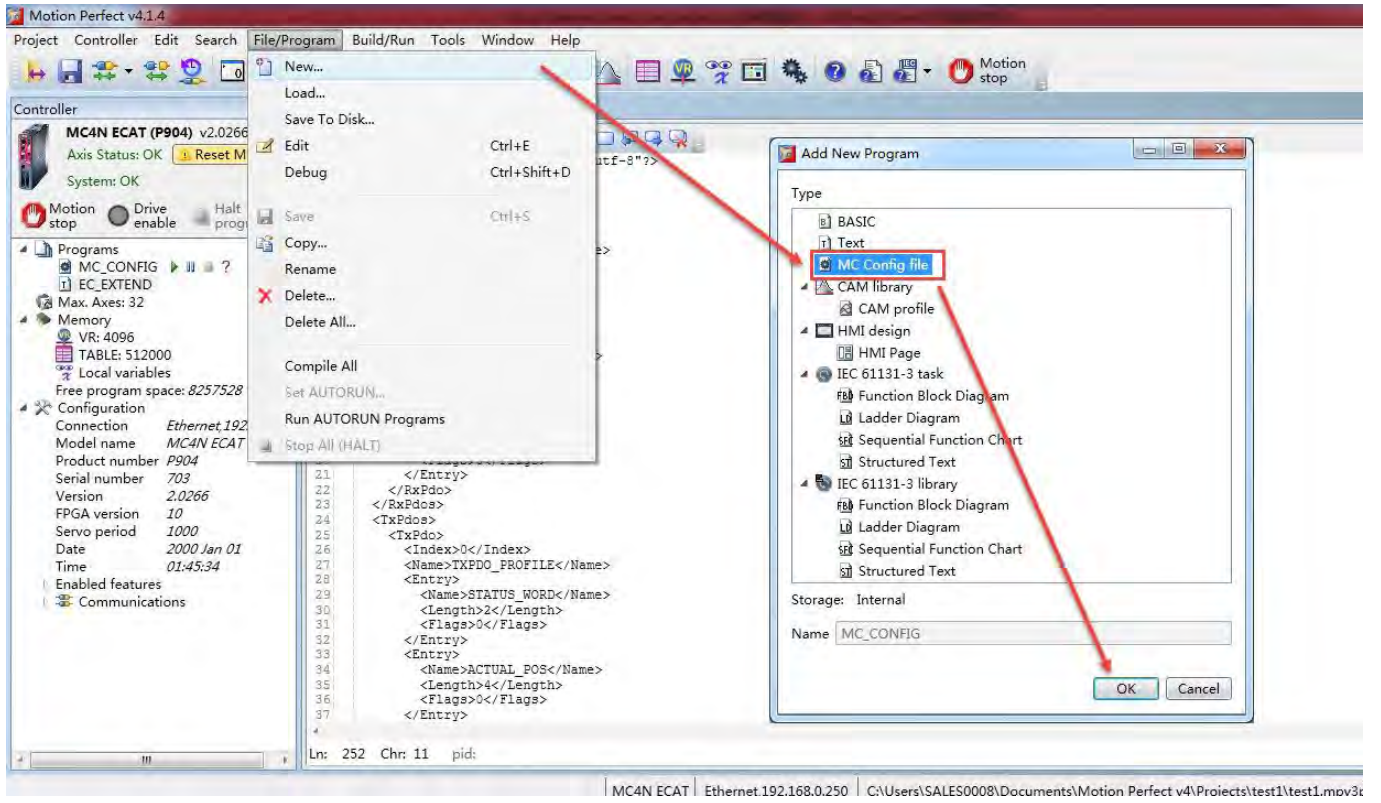 Motion Perfect v4.1.4
Project Controller Edit Search File/Program Build/Run Tools Window Help
Motion
stop
Controller
MC4N ECAT (P904) v2.0266
Axis Status: OK Reset M
System: OK
Motion
stop
Drive
enable
Halt
progr
Programs
MC_CONFIG ?
EC_EXTEND
Max. Axes: 32
Memory
VR: 4096
TABLE: 512000
Local variables
Free program space: 8257528
Configuration
Connection Ethernet,192.
Model name MC4N ECAT
Product number P904
Serial number 703
Version 2.0266
FPGA version 10
Servo period 1000
Date 2000 Jan 01
Time 01:45:34
Enabled features
Communications
New...
Load...
Save To Disk...
Edit Ctrl+E
Debug Ctrl+Shift+D
Save Ctrl+S
Copy...
Rename
Delete...
Delete All...
Compile All
Set AUTORUN...
Run AUTORUN Programs
Stop All (HALT)
utf-8"?>
e>
>
21 </Entry>
22 </RxPdo>
23 </RxPdos>
24 <TxPdos>
25 <TxPdo>
26 <Index>0</Index>
27 <Name>TXPDO_PROFILE</Name>
28 <Entry>
29 <Name>STATUS_WORD</Name>
30 <Length>2</Length>
31 <Flags>0</Flags>
32 </Entry>
33 <Entry>
34 <Name>ACTUAL_POS</Name>
35 <Length>4</Length>
36 <Flags>0</Flags>
37 </Entry>
Ln: 252 Chr: 11 pid:
Add New Program
Type
BASIC
Text
MC Config file
CAM library
CAM profile
HMI design
HMI Page
IEC 61131-3 task
FBD Function Block Diagram
LD Ladder Diagram
SFC Sequential Function Chart
ST Structured Text
IEC 61131-3 library
FBD Function Block Diagram
LD Ladder Diagram
SFC Sequential Function Chart
ST Structured Text
Storage: Internal
Name MC_CONFIG
OK Cancel
MC4N ECAT Ethernet,192.168.0.250 C:\Users\SALES0008\Documents\Motion Perfect v4\Projects\test1\test1.mpv3p